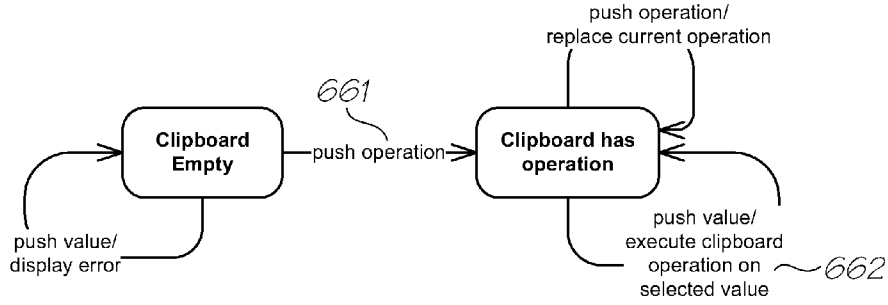 push operation/
replace current operation
661
Clipboard
Empty
push operation
Clipboard has
operation
push value/
display error
push value/
execute clipboard
operation on
selected value
662